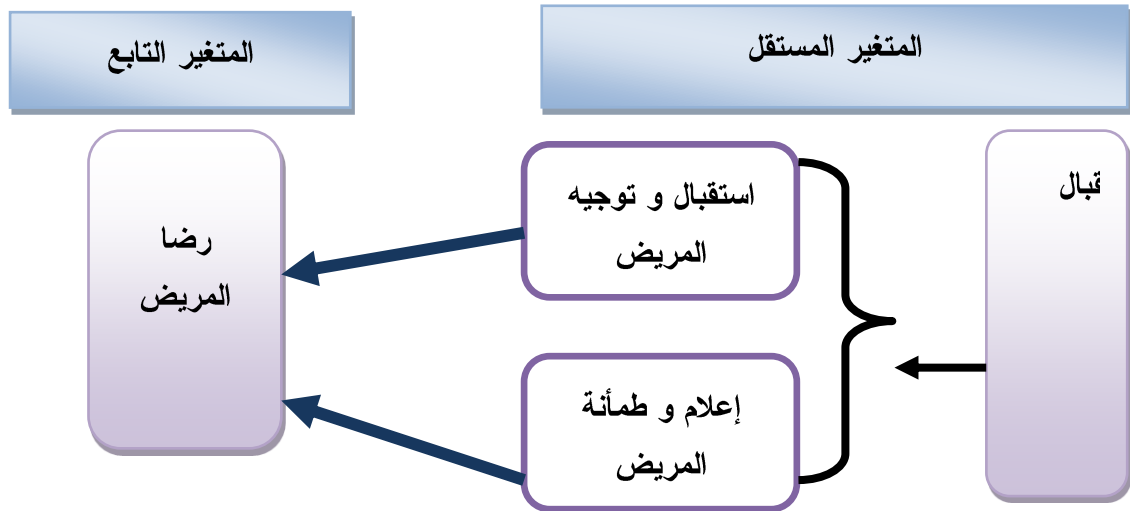 المتغير المستقل
المتغير التابع
قبال
استقبال و توجيه
المريض
إعلام و طمأنة
المريض
رضا
المريض